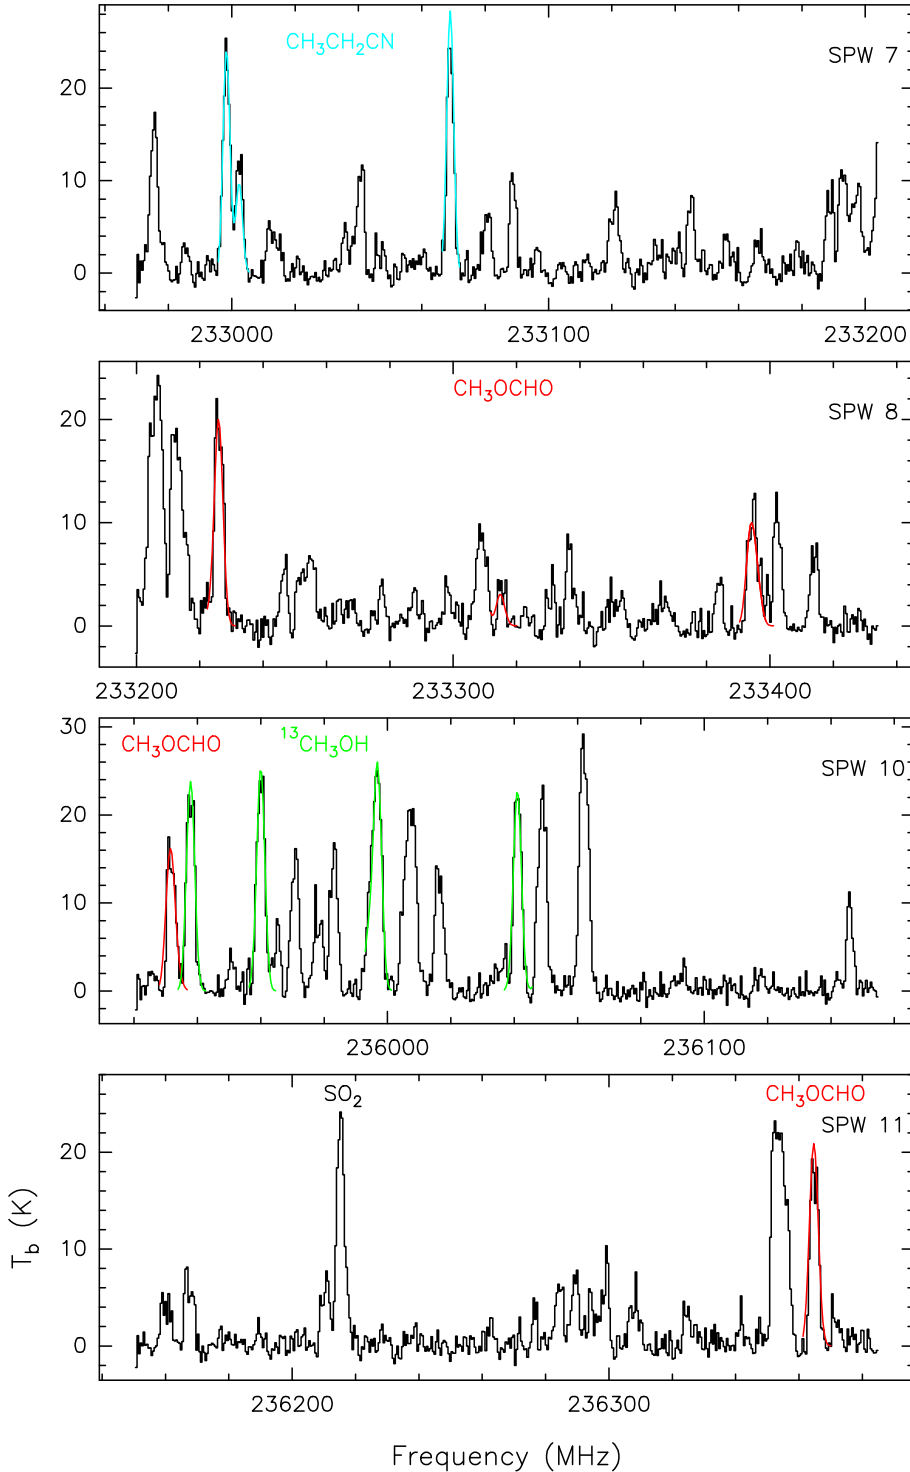 CH₃CH₂CN
SPW 7
20
10
0
233000 233100 233200
CH₃OCHO
SPW 8
20
10
0
233200 233300 233400
30
CH₃OCHO ¹³CH₃OH
SPW 10
20
10
0
236000 236100
SO₂ CH₃OCHO
SPW 11
20
10
0
236200 236300
T_b (K)
Frequency (MHz)